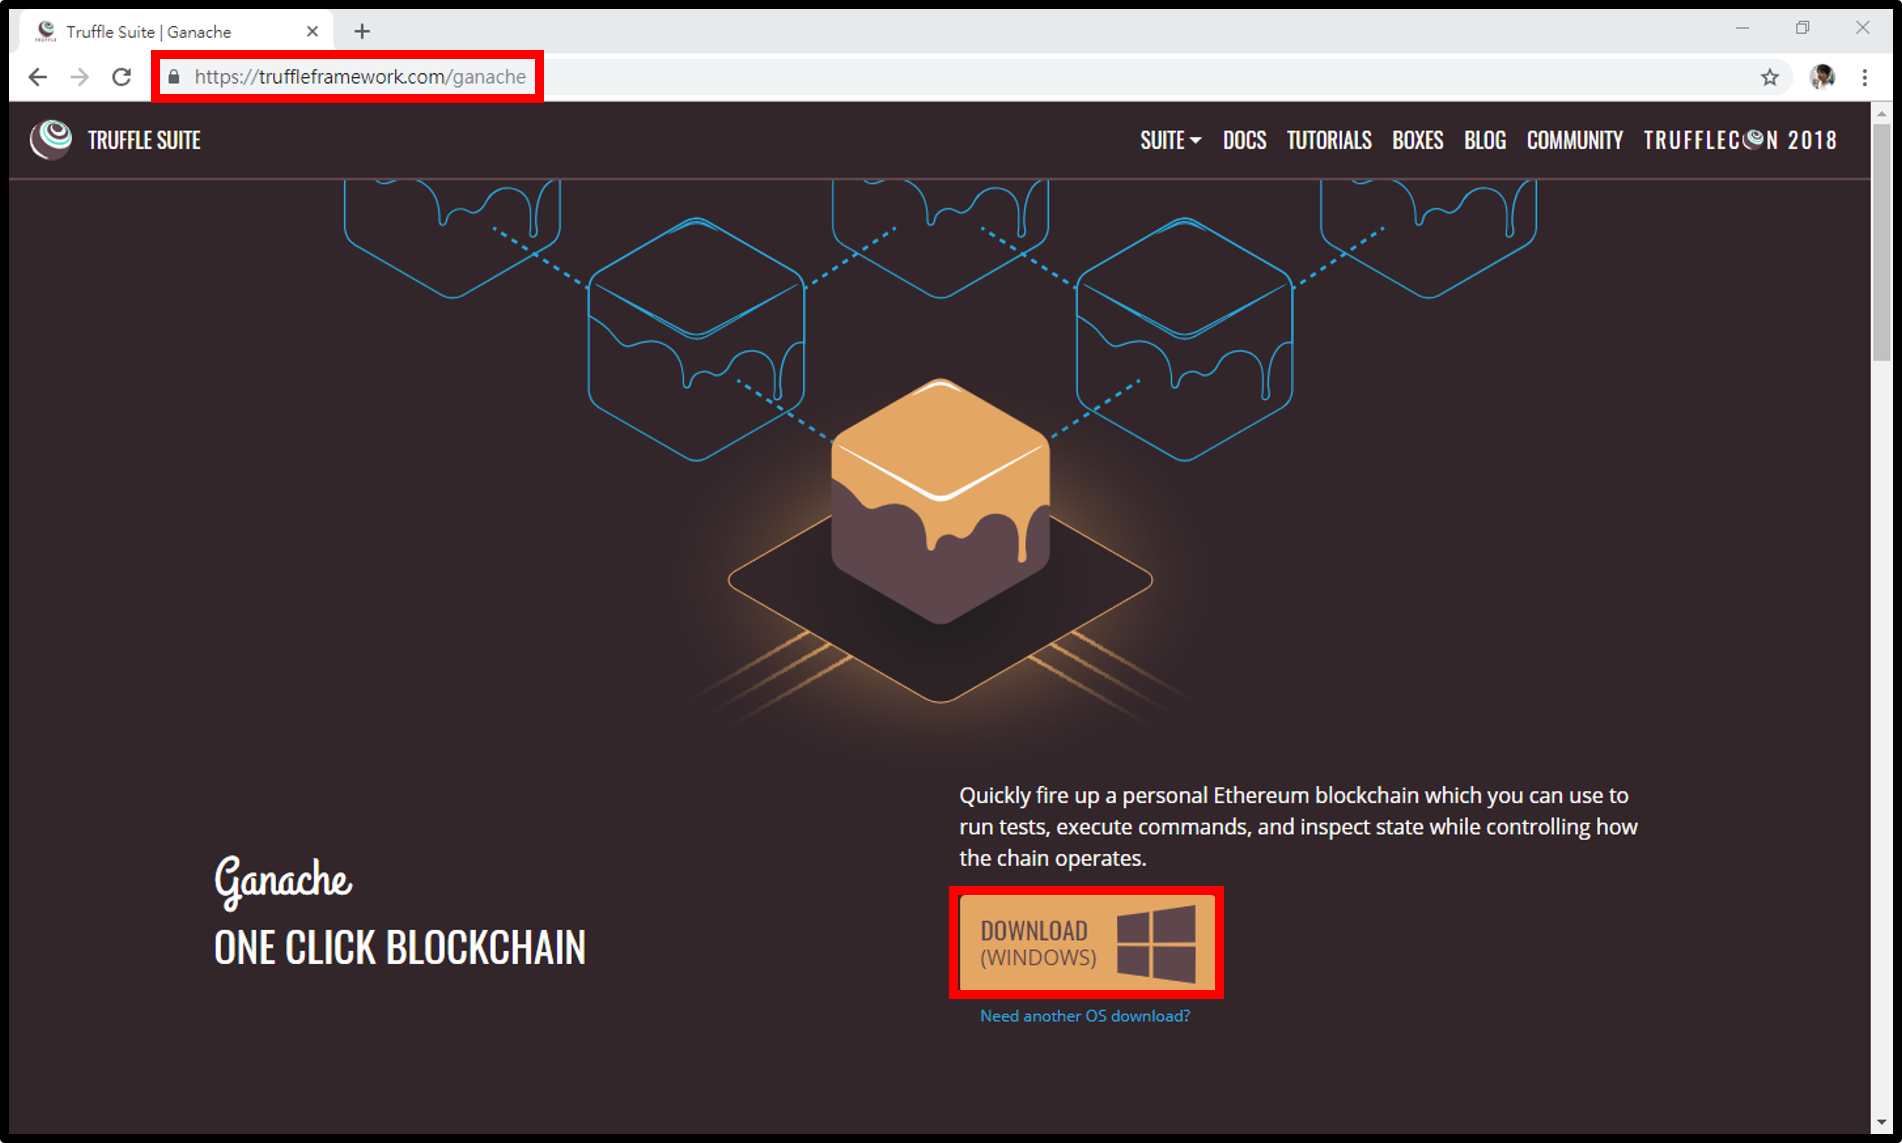 Truffle Suite | Ganache
https://truffleframework.com/ganache
TRUFFLE SUITE
SUITE DOCS TUTORIALS BOXES BLOG COMMUNITY TRUFFLECON 2018
Quickly fire up a personal Ethereum blockchain which you can use to
run tests, execute commands, and inspect state while controlling how
the chain operates.
Ganache
ONE CLICK BLOCKCHAIN
DOWNLOAD
(WINDOWS)
Need another OS download?